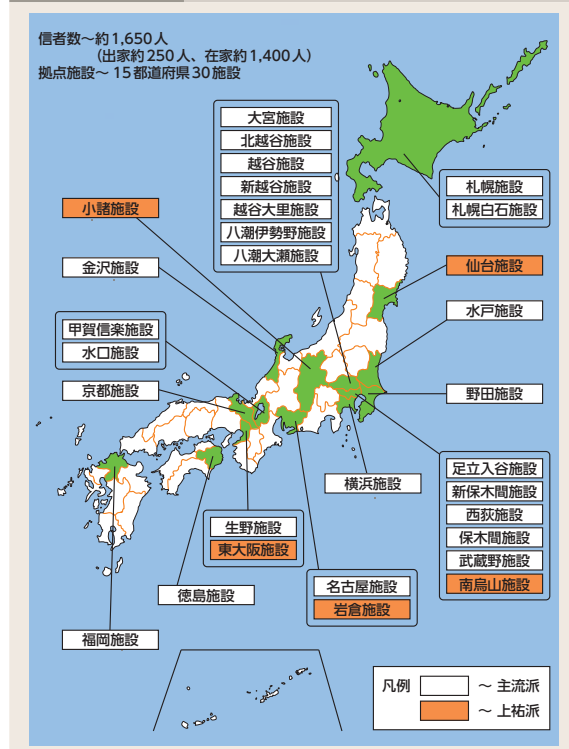 信者数～約1,650人
（出家約250人、在家約1,400人）
拠点施設～15都道府県30施設
大宮施設
北越谷施設
越谷施設
新越谷施設
越谷大里施設
八潮伊勢野施設
八潮大瀬施設
札幌施設
札幌白石施設
小諸施設
金沢施設
仙台施設
水戸施設
甲賀信楽施設
水口施設
京都施設
野田施設
横浜施設
足立入谷施設
新保木間施設
西荻施設
保木間施設
武蔵野施設
南烏山施設
生野施設
東大阪施設
徳島施設
名古屋施設
岩倉施設
福岡施設
凡例
～ 主流派
～ 上祐派